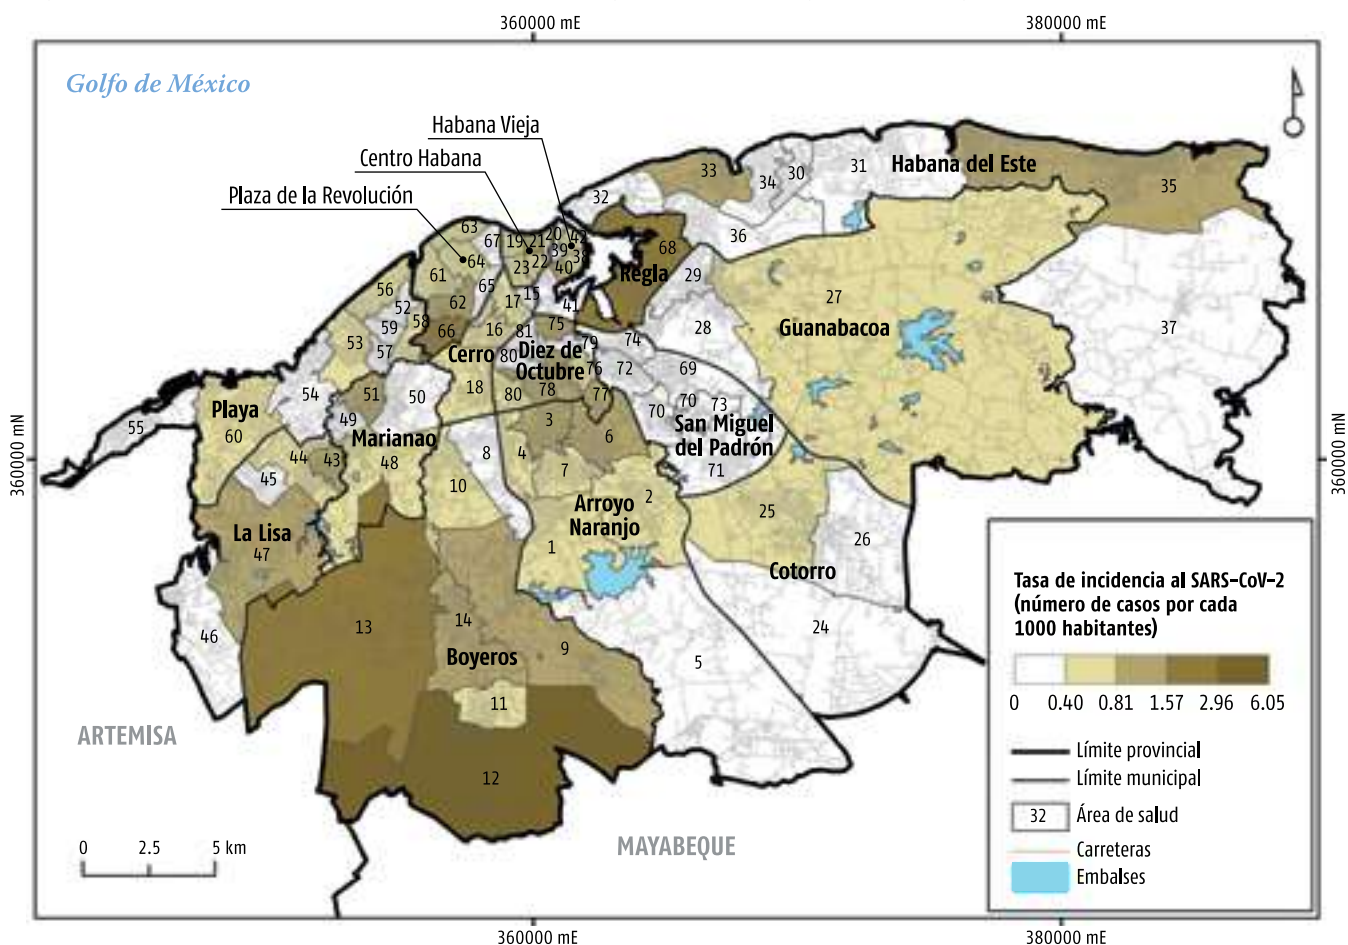 360000 mE
380000 mE
Golfo de México
Habana Vieja
Centro Habana
Plaza de la Revolución
Habana del Este
31
30
34
33
32
35
36
63
67
19
21
20
42
39
38
64
23
22
40
68
Regla
61
65
29
56
52
62
17
15
41
27
58
59
66
16
81
75
28
Guanabacoa
37
53
57
Cerro
80
Diez de
Octubre
79
74
76
72
69
54
51
50
18
80
78
77
70
70
73
Playa
60
55
49
Marianao
3
6
San Miguel
del Padrón
71
44
43
48
8
4
7
45
10
2
25
Arroyo
Naranjo
La Lisa
47
1
26
Cotorro
46
13
14
9
5
24
Boyeros
11
12
ARTEMISA
MAYABEQUE
360000 mN
360000 mN
Tasa de incidencia al SARS-CoV-2
(número de casos por cada
1000 habitantes)
0 0.40 0.81 1.57 2.96 6.05
Límite provincial
Límite municipal
32 Área de salud
Carreteras
Embalses
0 2.5 5 km
360000 mE
380000 mE